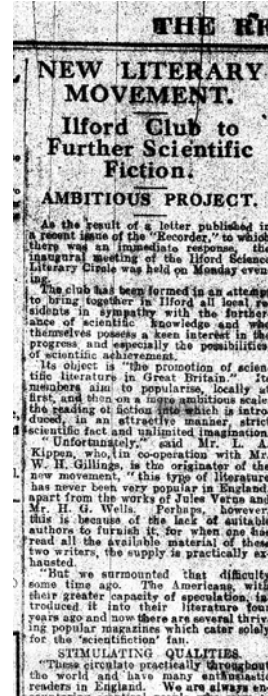 THE RE
NEW LITERARY
MOVEMENT.
Ilford Club to
Further Scientific
Fiction.
AMBITIOUS PROJECT.
As the result of a letter published in
a recent issue of the "Recorder," to which
there was an immediate response, the
inaugural meeting of the Ilford Science
Literary Circle was held on Monday even
ing.
The club has been formed in an attempt
to bring together in Ilford all local re
sidents in sympathy with the further-
ance of scientific knowledge and who
themselves possess a keen interest in the
progress and especially the possibilities
of scientific achievement.
Its object is "the promotion of scien
tific literature in Great Britain." Its
members aim to popularise, locally at
first, and then on a more ambitious scale
the reading of fiction into which is intro
duced, in an attractive manner, strict
scientific fact and unlimited imagination
"Unfortunately," said Mr. L. A.
Kippen, who, in co-operation with Mr.
W. H. Gillings, is the originator of the
new movement, "this type of literature
has never been very popular in England,
apart from the works of Jules Verne and
Mr. H. G. Wells. Perhaps, however,
this is because of the lack of suitable
authors to furnish it, for when one has
read all the available material of these
two writers, the supply is practically ex
hausted.
"But we surmounted that difficulty
some time ago. The Americans, with
their greater capacity of speculation, in
troduced it into their literature four
years ago and now there are several thriv
ing popular magazines which cater solely
for the 'scientifiction' fan.
STIMULATING QUALITIES.
"These circulate practically throughout
the world and have many enthusiastic
readers in England. We are always on